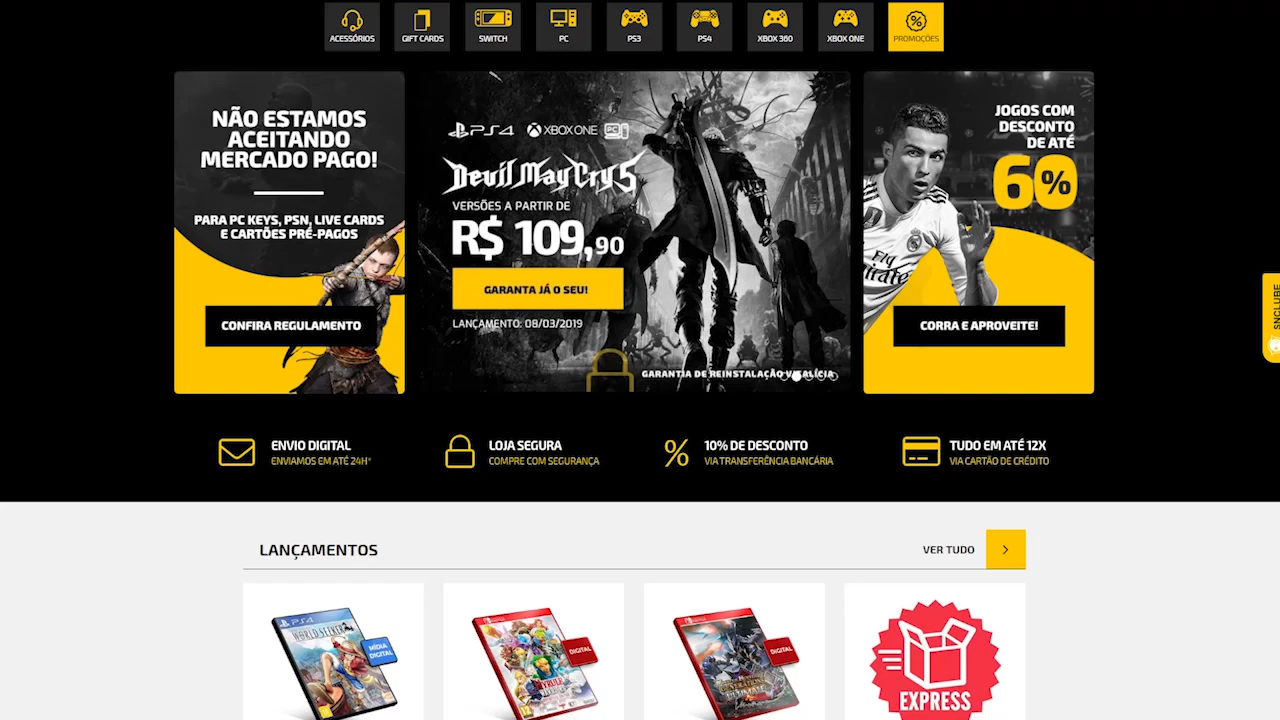 ACESSÓRIOS
GIFT CARDS
SWITCH
PC
PS3
PS4
XBOX 360
XBOX ONE
PROMOÇÕES
NÃO ESTAMOS
ACEITANDO
MERCADO PAGO!
PARA PC KEYS, PSN, LIVE CARDS
E CARTÕES PRÉ-PAGOS
CONFIRA REGULAMENTO
PS4 XBOX ONE PC
Devil May Cry 5
VERSÕES A PARTIR DE
R$ 109,90
GARANTA JÁ O SEU!
LANÇAMENTO: 08/03/2019
GARANTIA DE REINSTALAÇÃO VITALÍCIA
JOGOS COM
DESCONTO
DE ATÉ
60%
Fly
Emirates
CORRA E APROVEITE!
SNCLUBE
ENVIO DIGITAL
ENVIAMOS EM ATÉ 24H*
LOJA SEGURA
COMPRE COM SEGURANÇA
10% DE DESCONTO
VIA TRANSFERÊNCIA BANCÁRIA
TUDO EM ATÉ 12X
VIA CARTÃO DE CRÉDITO
LANÇAMENTOS
VER TUDO
PS4
WORLD SEEKER
MÍDIA
DIGITAL
DIGITAL
DIGITAL
GENERATIONS
ULTIMATE
EXPRESS